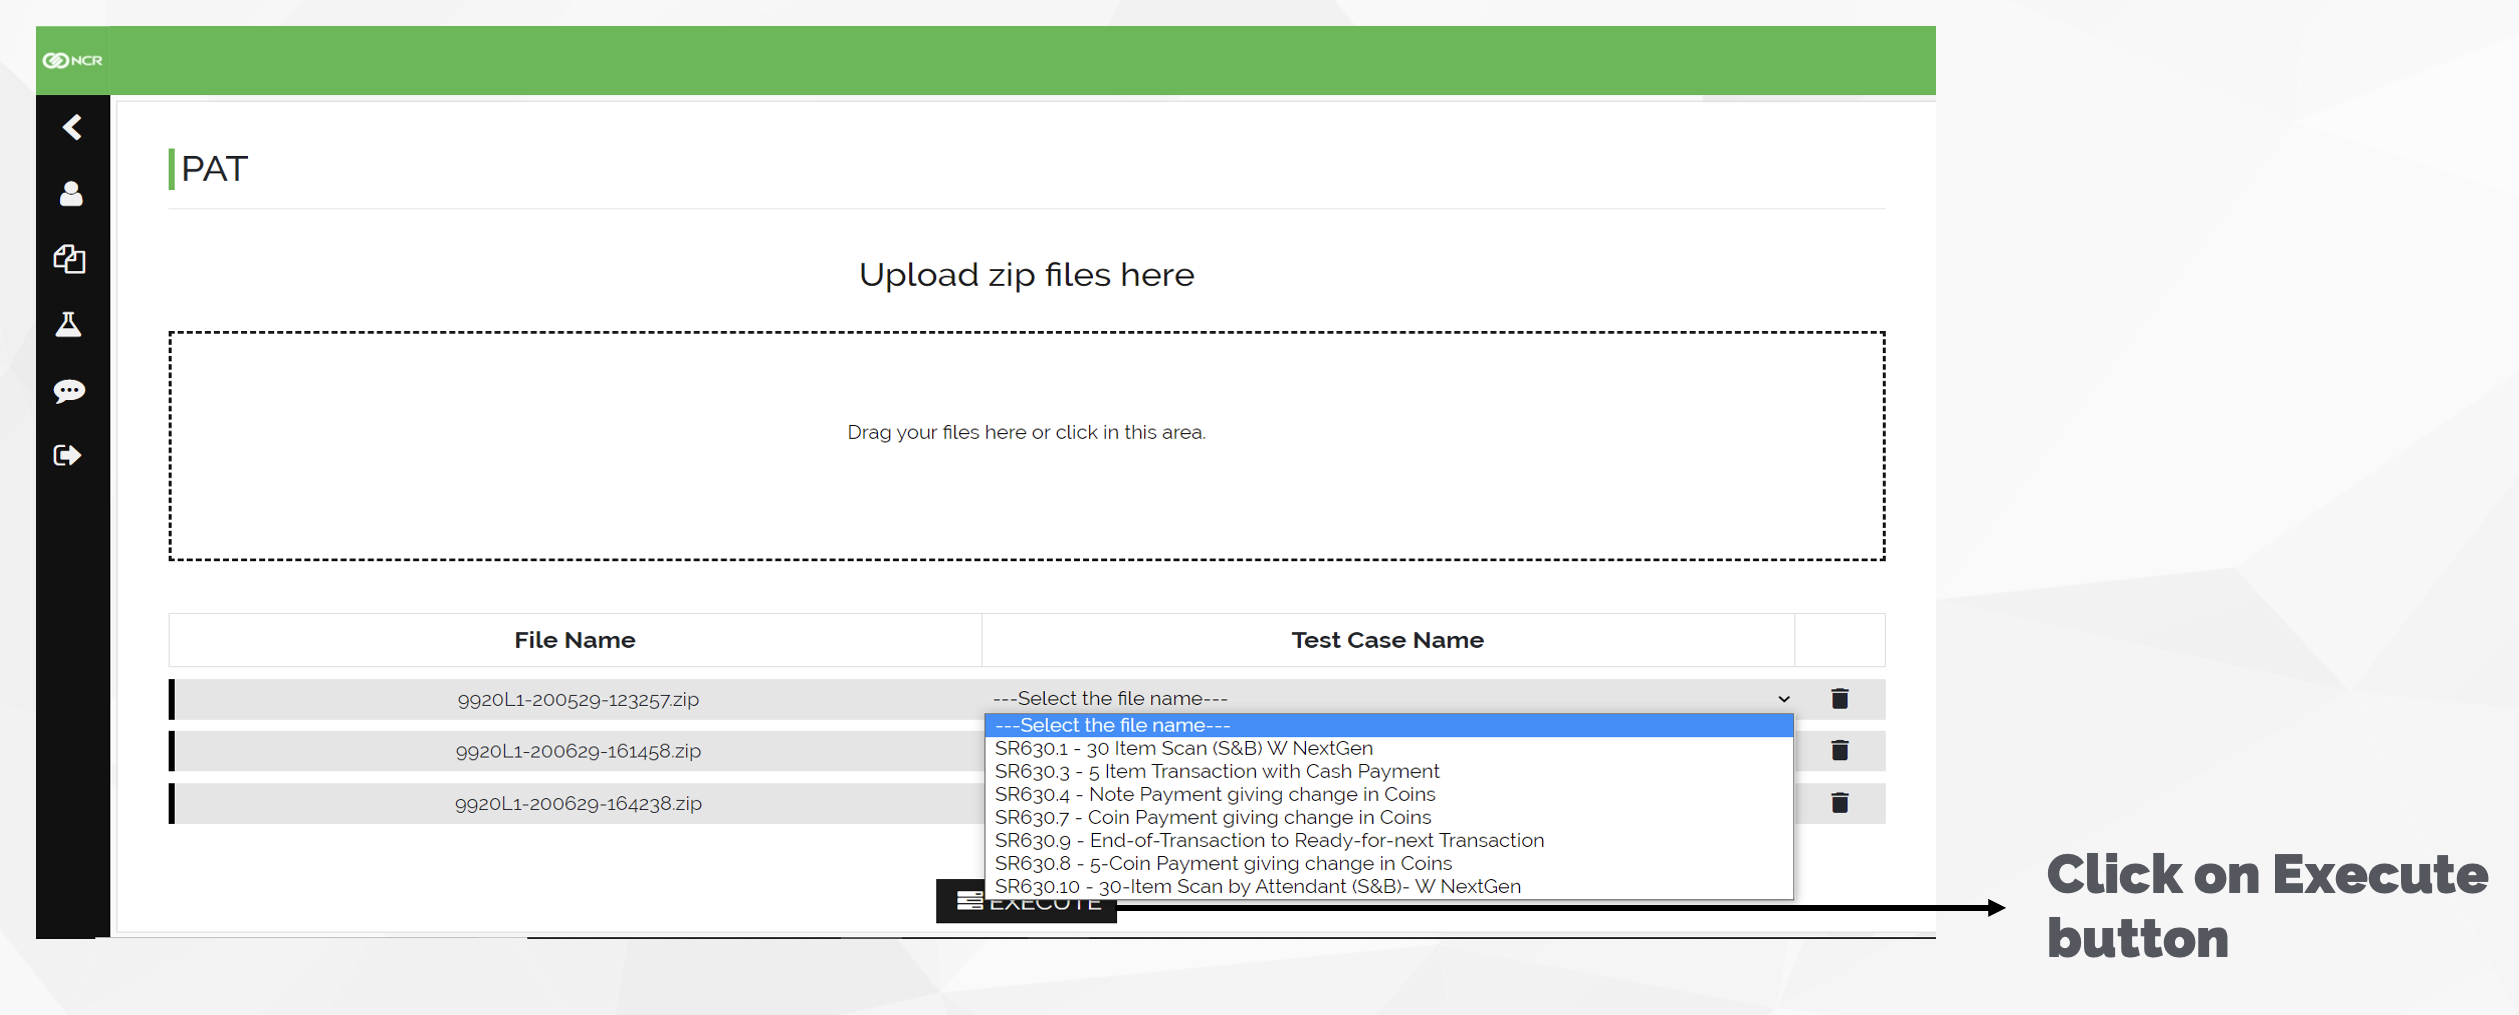 NCR
PAT
Upload zip files here
Drag your files here or click in this area.
File Name
Test Case Name
9920L1-200529-123257.zip
---Select the file name---
---Select the file name---
SR630.1 - 30 Item Scan (S&B) W NextGen
9920L1-200629-161458.zip
SR630.3 - 5 Item Transaction with Cash Payment
SR630.4 - Note Payment giving change in Coins
9920L1-200629-164238.zip
SR630.7 - Coin Payment giving change in Coins
SR630.9 - End-of-Transaction to Ready-for-next Transaction
SR630.8 - 5-Coin Payment giving change in Coins
SR630.10 - 30-Item Scan by Attendant (S&B)- W NextGen
EXECUTE
Click on Execute
button